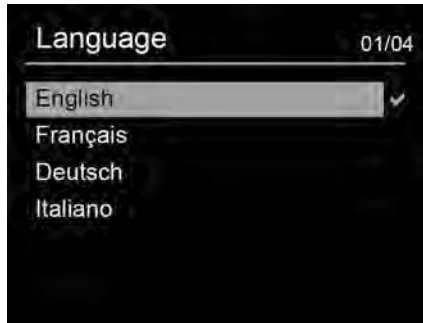 Language 01/04
English
Français
Deutsch
Italiano